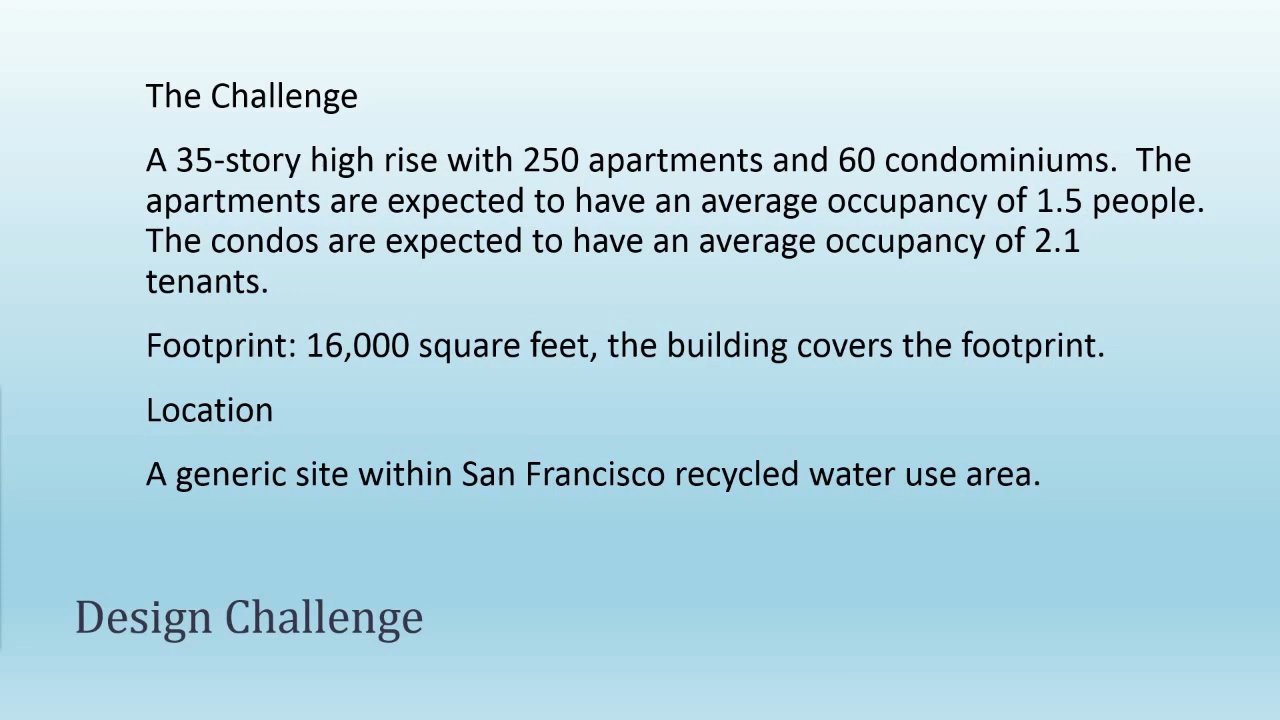 The Challenge
A 35-story high rise with 250 apartments and 60 condominiums.  The
apartments are expected to have an average occupancy of 1.5 people.
The condos are expected to have an average occupancy of 2.1
tenants.
Footprint: 16,000 square feet, the building covers the footprint.
Location
A generic site within San Francisco recycled water use area.
Design Challenge